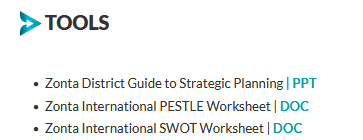 TOOLS
• Zonta District Guide to Strategic Planning | PPT
• Zonta International PESTLE Worksheet | DOC
• Zonta International SWOT Worksheet | DOC